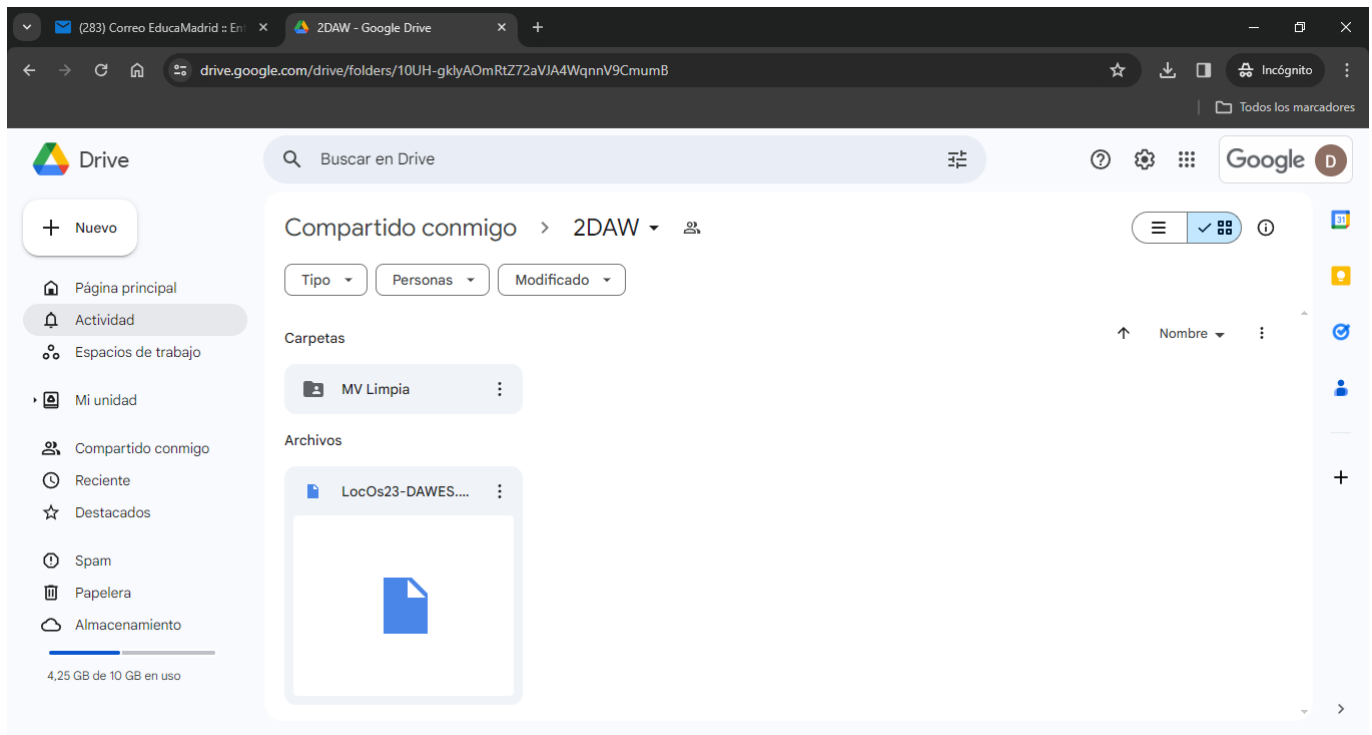 (283) Correo EducaMadrid :: Ent
2DAW - Google Drive
drive.google.com/drive/folders/10UH-gklyAOmRtZ72aVJA4WqnnV9CmumB
Incógnito
Todos los marcadores
Drive
Buscar en Drive
Google
D
Nuevo
Compartido conmigo > 2DAW
31
Tipo
Personas
Modificado
Página principal
Actividad
Espacios de trabajo
Mi unidad
Compartido conmigo
Reciente
Destacados
Spam
Papelera
Almacenamiento
4,25 GB de 10 GB en uso
Carpetas
Nombre
MV Limpia
Archivos
LocOs23-DAWES....